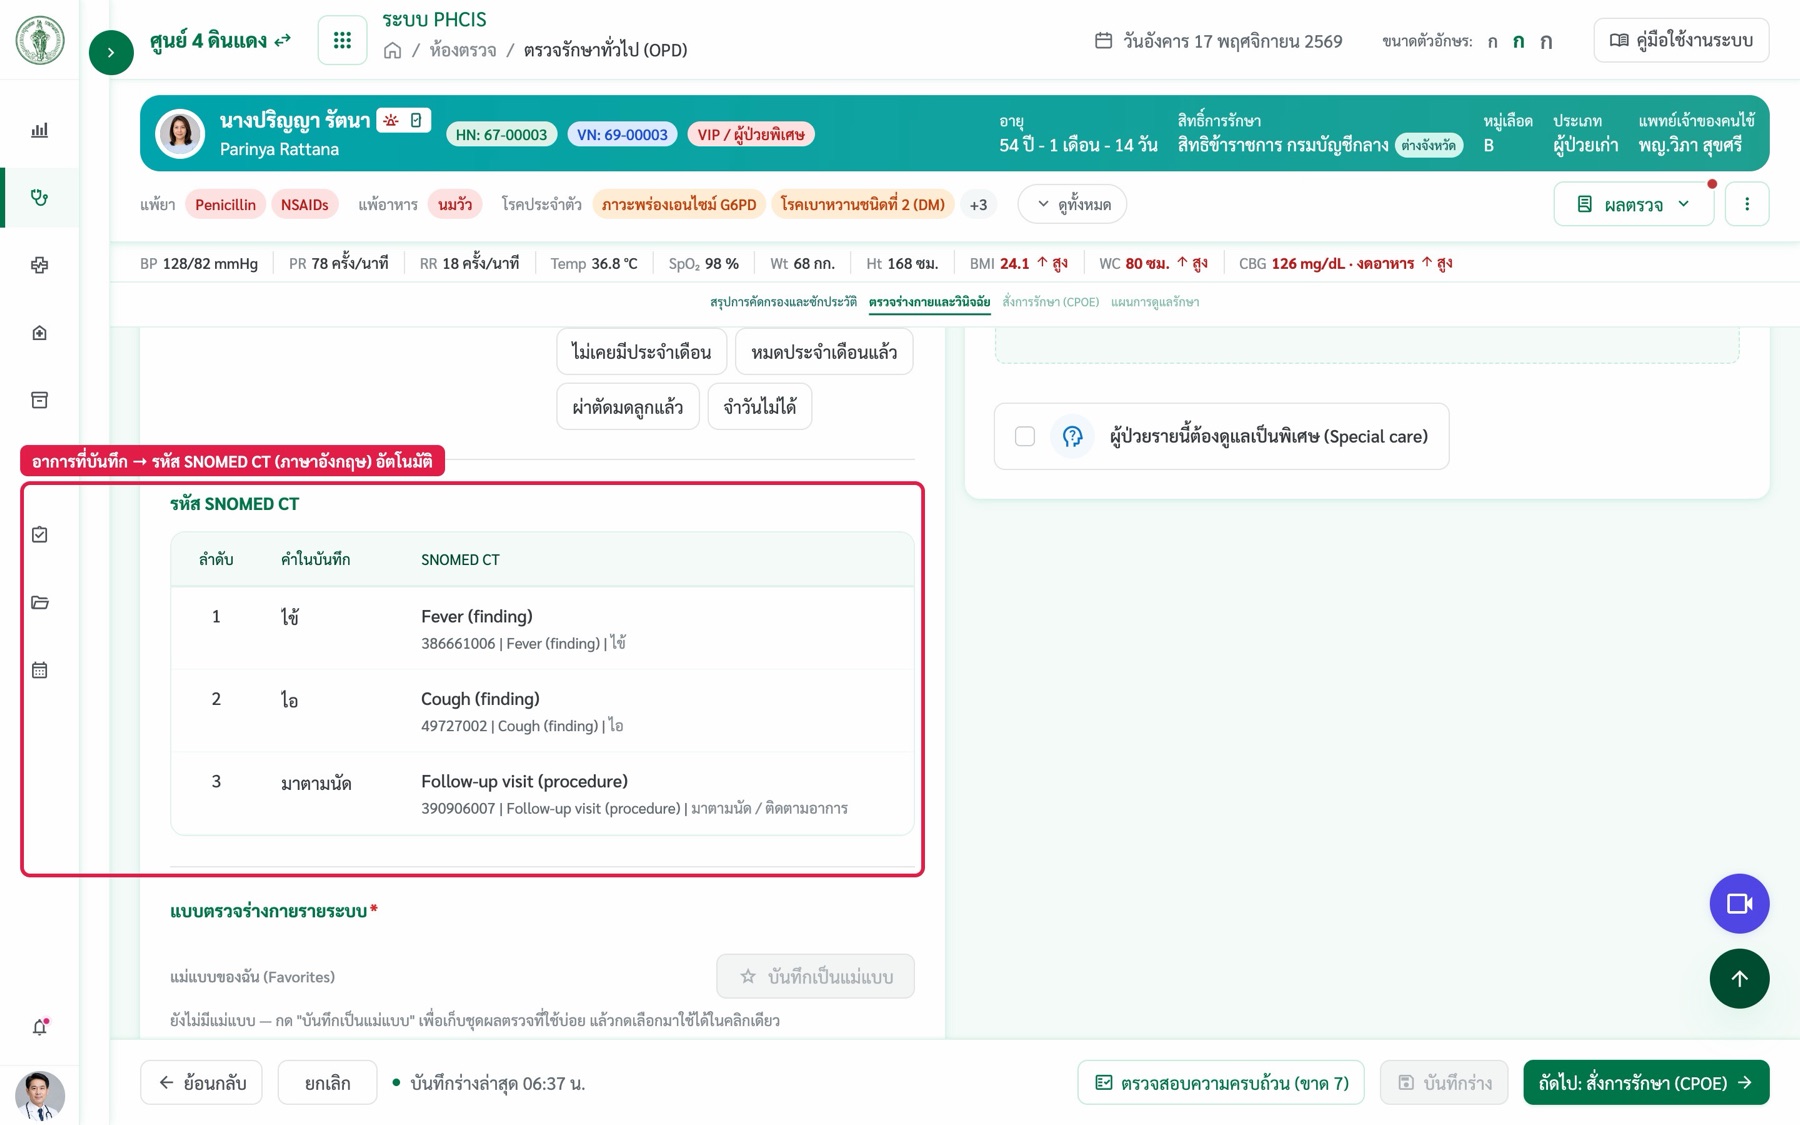 ศูนย์ 4 ดินแดง
ระบบ PHCIS
/ ห้องตรวจ / ตรวจรักษาทั่วไป (OPD)
วันอังคาร 17 พฤศจิกายน 2569
ขนาดตัวอักษร: ก ก ก
คู่มือใช้งานระบบ
นางปริญญา รัตนา
Parinya Rattana
HN: 67-00003
VN: 69-00003
VIP / ผู้ป่วยพิเศษ
อายุ
54 ปี - 1 เดือน - 14 วัน
สิทธิ์การรักษา
สิทธิข้าราชการ กรมบัญชีกลาง ต่างจังหวัด
หมู่เลือด
B
ประเภท
ผู้ป่วยเก่า
แพทย์เจ้าของคนไข้
พญ.วิภา สุขศรี
แพ้ยา Penicillin NSAIDs แพ้อาหาร นมวัว โรคประจำตัว ภาวะพร่องเอนไซม์ G6PD โรคเบาหวานชนิดที่ 2 (DM) +3 ดูทั้งหมด
ผลตรวจ
BP 128/82 mmHg PR 78 ครั้ง/นาที RR 18 ครั้ง/นาที Temp 36.8 °C SpO₂ 98 % Wt 68 กก. Ht 168 ซม. BMI 24.1 ↑ สูง WC 80 ซม. ↑ สูง CBG 126 mg/dL · งดอาหาร ↑ สูง
สรุปการคัดกรองและซักประวัติ ตรวจร่างกายและวินิจฉัย สั่งการรักษา (CPOE) แผนการดูแลรักษา
ไม่เคยมีประจำเดือน หมดประจำเดือนแล้ว
ผ่าตัดมดลูกแล้ว จำวันไม่ได้
ผู้ป่วยรายนี้ต้องดูแลเป็นพิเศษ (Special care)
อาการที่บันทึก → รหัส SNOMED CT (ภาษาอังกฤษ) อัตโนมัติ
รหัส SNOMED CT
ลำดับ คำในบันทึก SNOMED CT
1 ไข้ Fever (finding)
386661006 | Fever (finding) | ไข้
2 ไอ Cough (finding)
49727002 | Cough (finding) | ไอ
3 มาตามนัด Follow-up visit (procedure)
390906007 | Follow-up visit (procedure) | มาตามนัด / ติดตามอาการ
แบบตรวจร่างกายรายระบบ *
แม่แบบของฉัน (Favorites)
บันทึกเป็นแม่แบบ
ยังไม่มีแม่แบบ — กด "บันทึกเป็นแม่แบบ" เพื่อเก็บชุดผลตรวจที่ใช้บ่อย แล้วกดเลือกมาใช้ได้ในคลิกเดียว
← ย้อนกลับ ยกเลิก บันทึกร่างล่าสุด 06:37 น.
ตรวจสอบความครบถ้วน (ขาด 7) บันทึกร่าง ถัดไป: สั่งการรักษา (CPOE) →